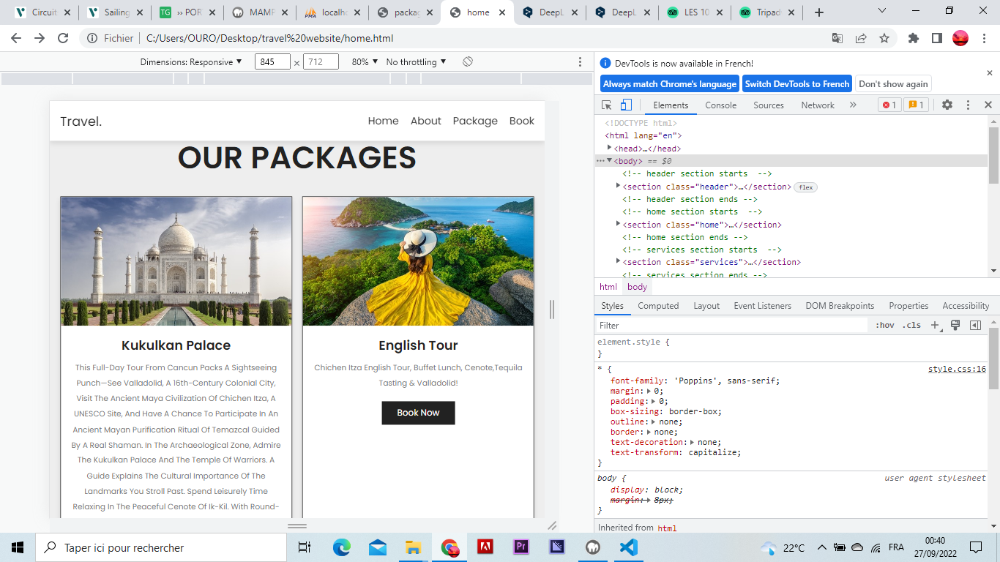 Circuit
Sailing
TG ›› POR
MAMP
localho
packag
home
DeepL
DeepL
LES 10
Tripad
Fichier C:/Users/OURO/Desktop/travel%20website/home.html
Dimensions: Responsive ▼ 845 × 712 80% ▼ No throttling ▼
DevTools is now available in French!
Always match Chrome's language Switch DevTools to French Don't show again
Elements Console Sources Network » 1 1
Travel.
Home About Package Book
OUR PACKAGES
Kukulkan Palace
This Full-Day Tour From Cancun Packs A Sightseeing
Punch—See Valladolid, A 16th-Century Colonial City,
Visit The Ancient Maya Civilization Of Chichen Itza, A
UNESCO Site, And Have A Chance To Participate In An
Ancient Mayan Purification Ritual Of Temazcal Guided
By A Real Shaman. In The Archaeological Zone, Admire
The Kukulkan Palace And The Temple Of Warriors. A
Guide Explains The Cultural Importance Of The
Landmarks You Stroll Past. Spend Leisurely Time
Relaxing In The Peaceful Cenote Of Ik-Kil. With Round-
English Tour
Chichen Itza English Tour, Buffet Lunch, Cenote,Tequila
Tasting & Valladolid!
Book Now
<!DOCTYPE html>
<html lang="en">
<head>…</head>
<body> == $0
<!-- header section starts  -->
<section class="header">…</section> flex
<!-- header section ends -->
<!-- home section starts  -->
<section class="home">…</section>
<!-- home section ends -->
<!-- services section starts  -->
<section class="services">…</section>
<!-- services section ends -->
html body
Styles Computed Layout Event Listeners DOM Breakpoints Properties Accessibility
Filter :hov .cls
element.style {
}
* { style.css:16
font-family: 'Poppins', sans-serif;
margin: 0;
padding: 0;
box-sizing: border-box;
outline: none;
border: none;
text-decoration: none;
text-transform: capitalize;
}
body { user agent stylesheet
display: block;
margin: 8px;
}
Inherited from html
Taper ici pour rechercher
Pr
22°C FRA 00:40
27/09/2022